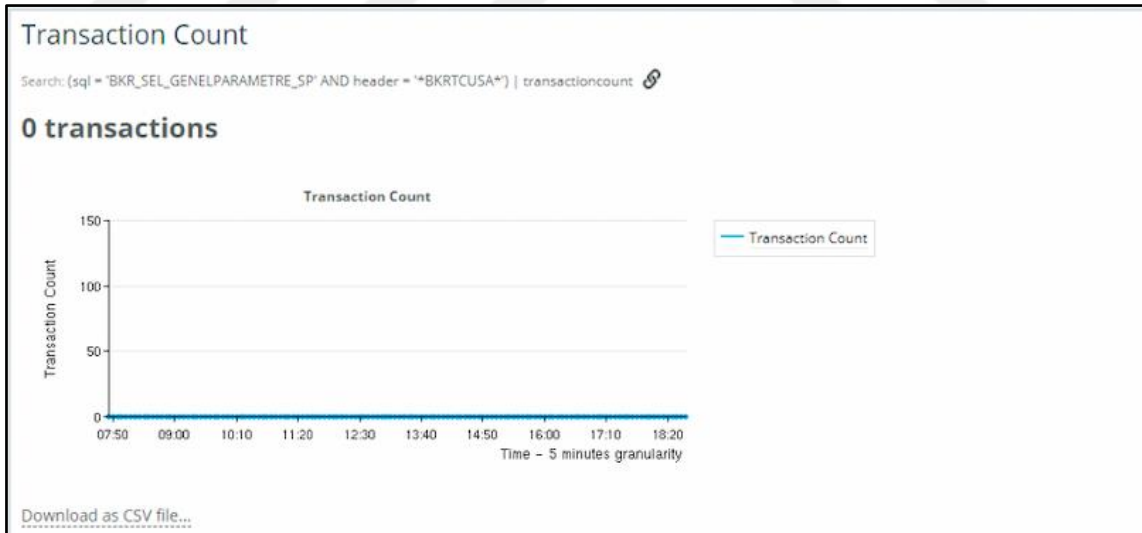 Transaction Count
Search: (sql = 'BKR_SEL_GENELPARAMETRE_SP' AND header = '*BKRTCUSA*') | transactioncount
0 transactions
Transaction Count
Transaction Count
150
100
50
0
07:50 09:00 10:10 11:20 12:30 13:40 14:50 16:00 17:10 18:20
Time – 5 minutes granularity
Transaction Count
Download as CSV file...